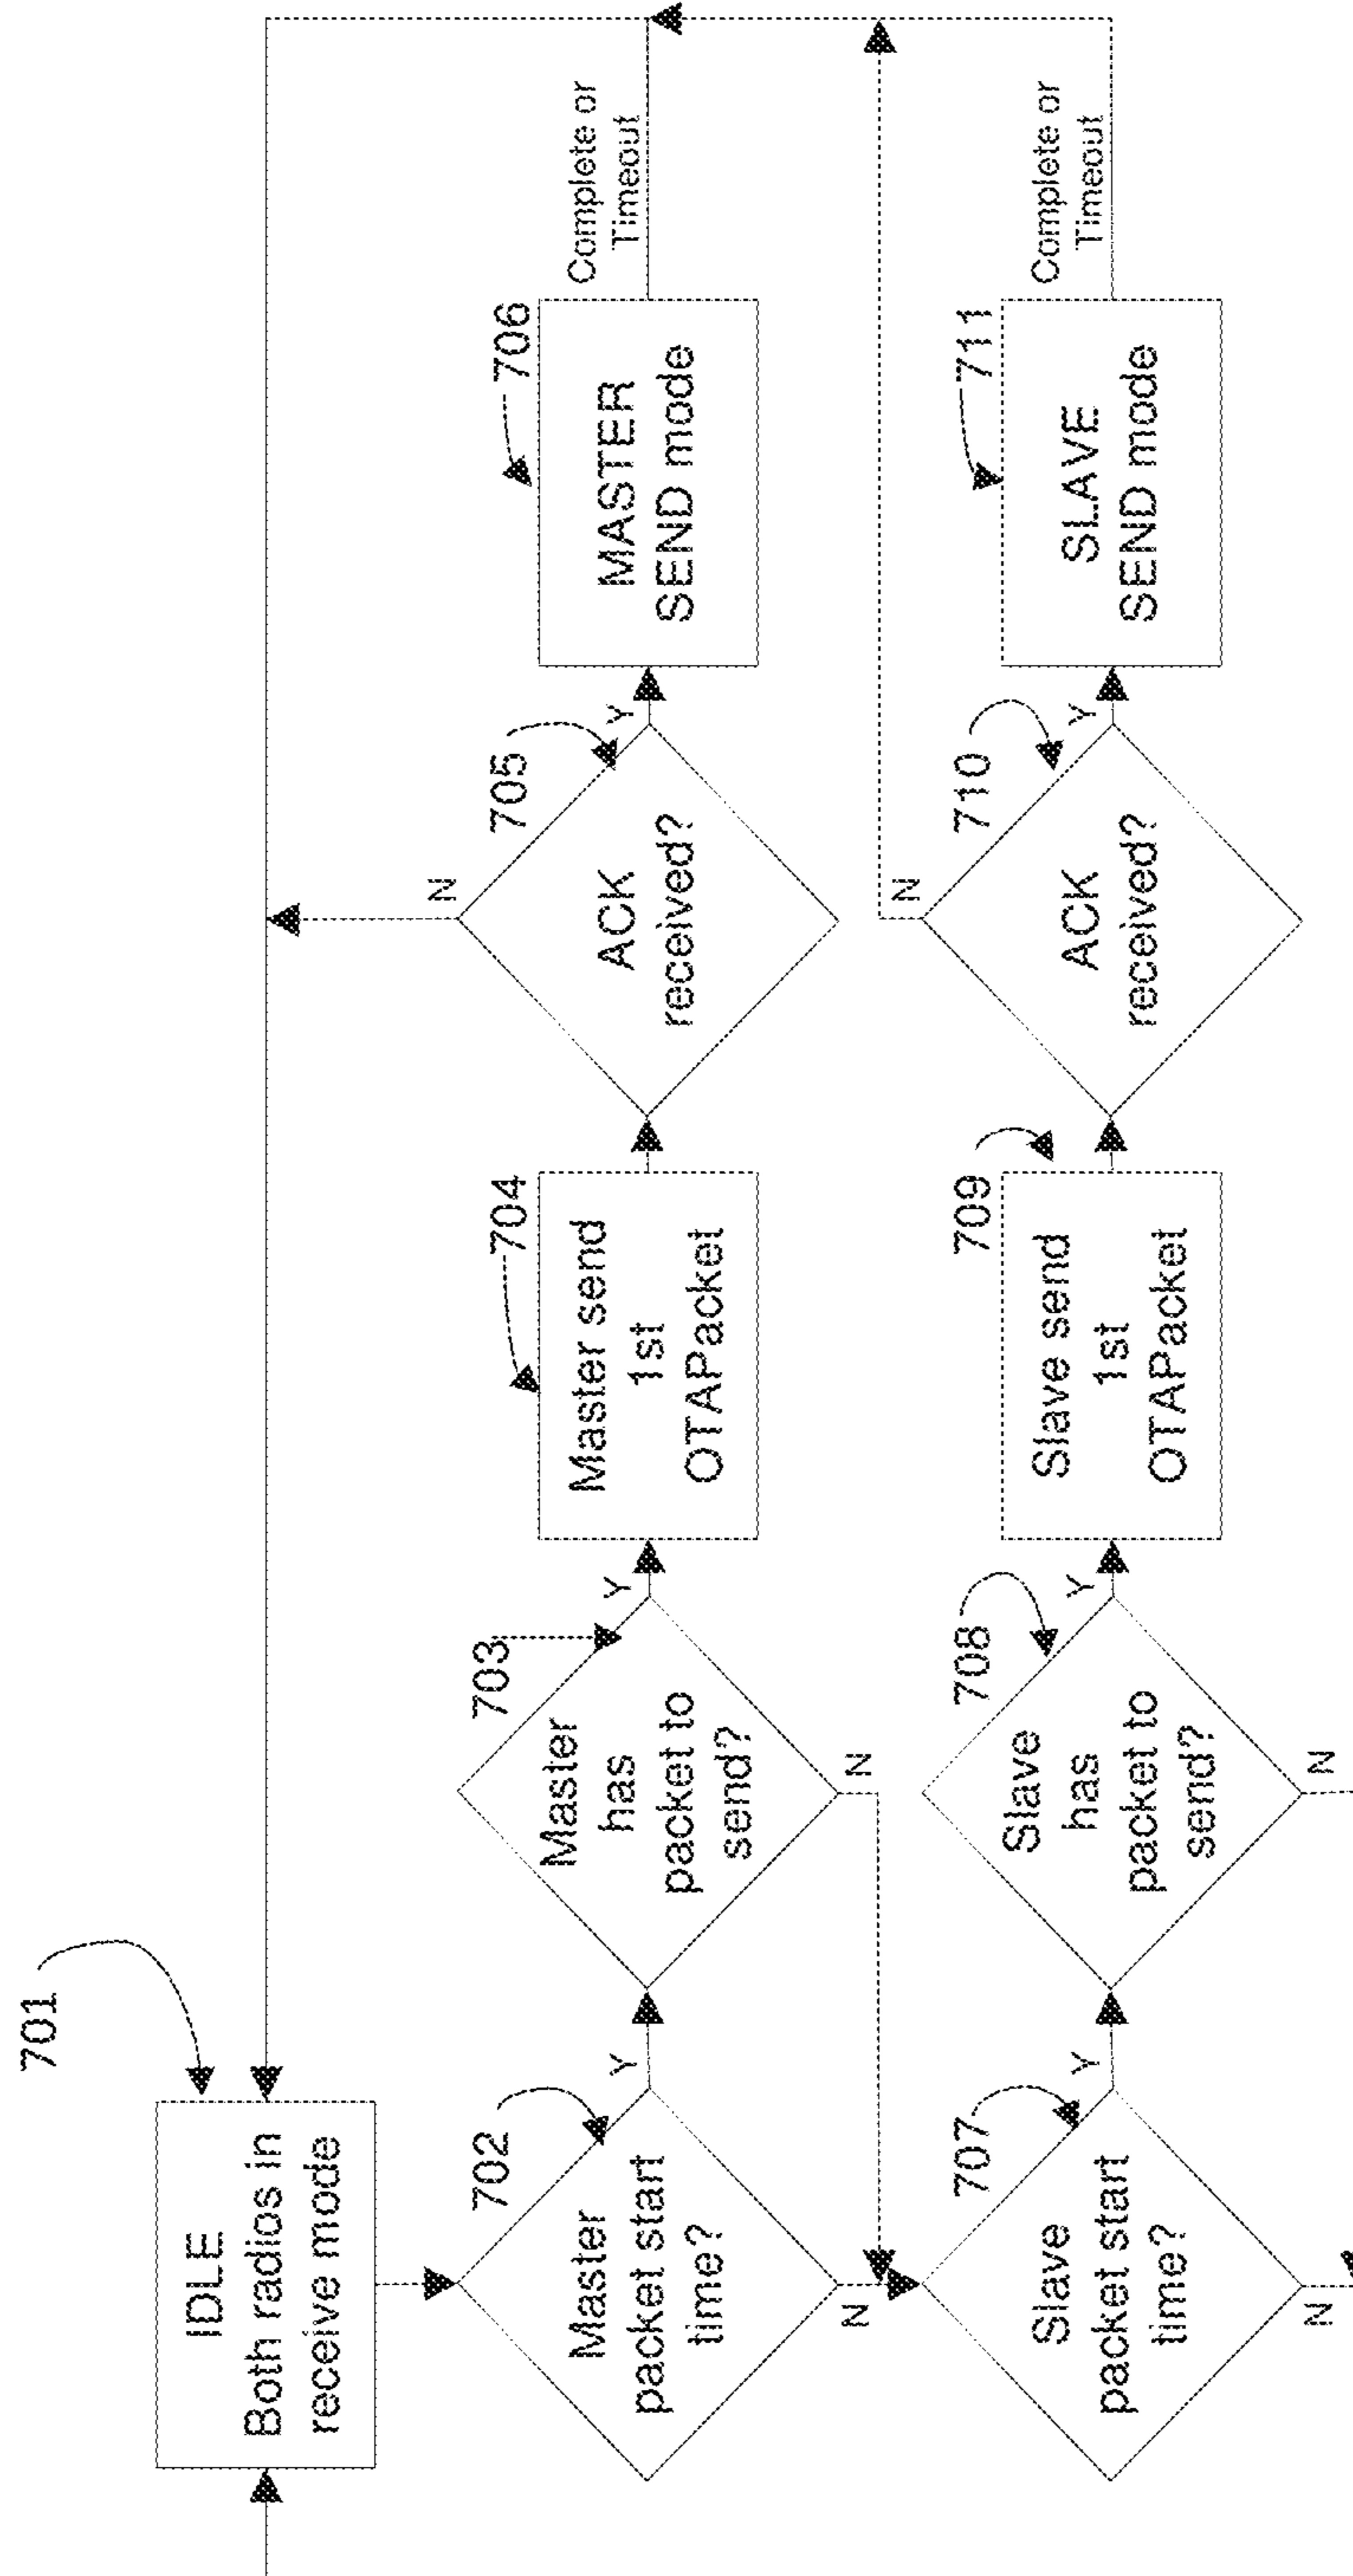 701
IDLE
Both radios in
receive mode
702
Master
packet start
time?
Y
N
703
Master
has
packet to
send?
Y
N
704
Master send
1st
OTAPacket
705
ACK
received?
N
Y
706
MASTER
SEND mode
Complete or
Timeout
707
Slave
packet start
time?
Y
N
708
Slave
has
packet to
send?
Y
N
709
Slave send
1st
OTAPacket
710
ACK
received?
N
Y
711
SLAVE
SEND mode
Complete or
Timeout